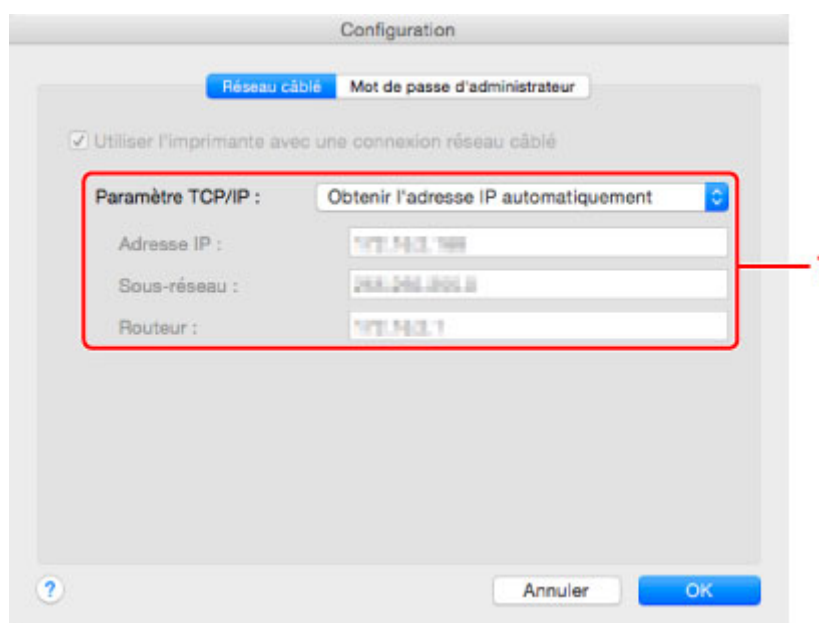 Configuration
Réseau câblé Mot de passe d'administrateur
Utiliser l'imprimante avec une connexion réseau câblé
Paramètre TCP/IP : Obtenir l'adresse IP automatiquement
Adresse IP :
Sous-réseau :
Routeur :
?
Annuler OK